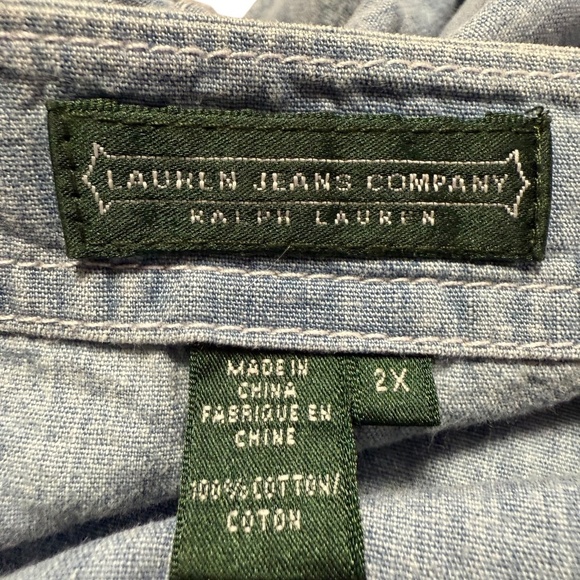 LAUREN JEANS COMPANY
RALPH LAUREN
MADE IN
CHINA
FABRIQUE EN
CHINE
100% COTTON/
COTON
2X